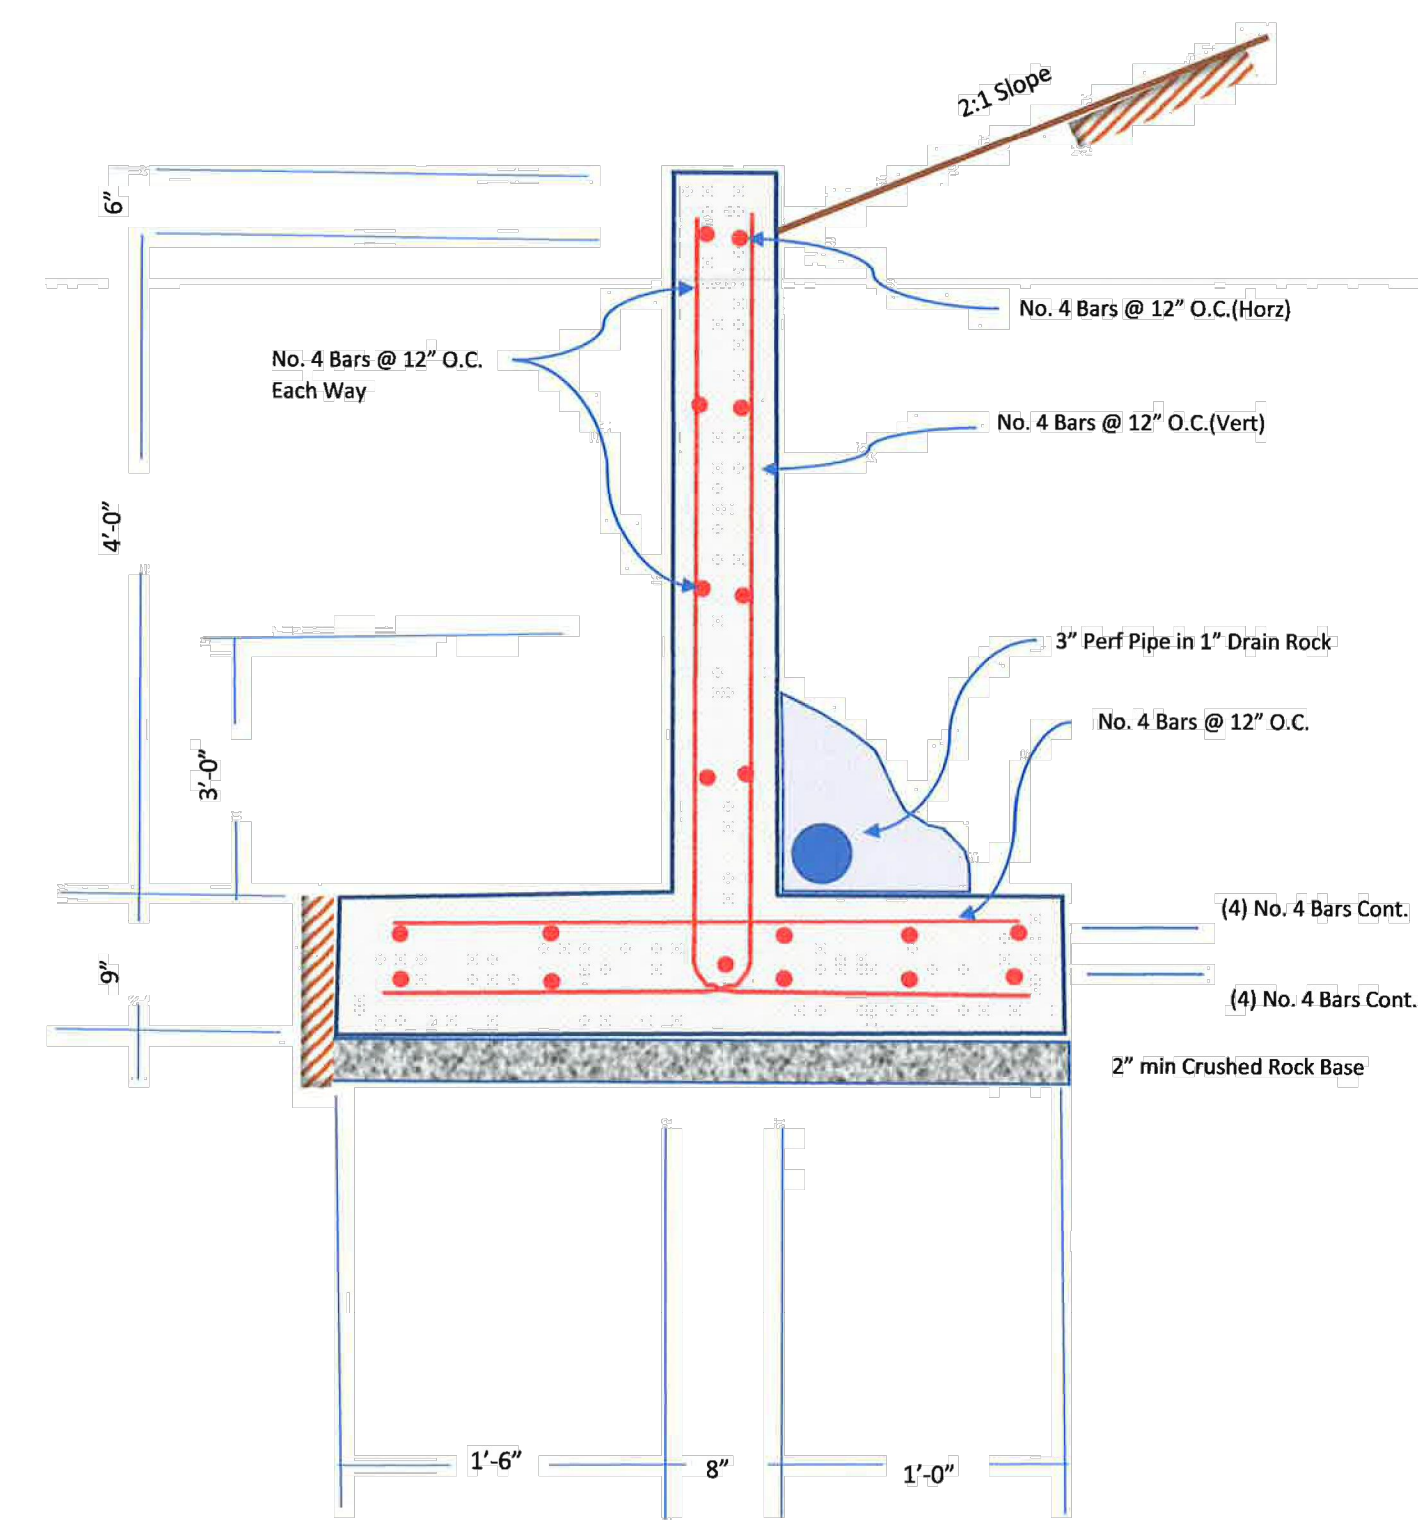 2:1 Slope
6”
No. 4 Bars @ 12” O.C.(Horz)
No. 4 Bars @ 12” O.C.
Each Way
No. 4 Bars @ 12” O.C.(Vert)
4’-0”
3” Perf Pipe in 1” Drain Rock
No. 4 Bars @ 12” O.C.
3’-0”
(4) No. 4 Bars Cont.
9”
(4) No. 4 Bars Cont.
2” min Crushed Rock Base
1’-6”
8”
1’-0”